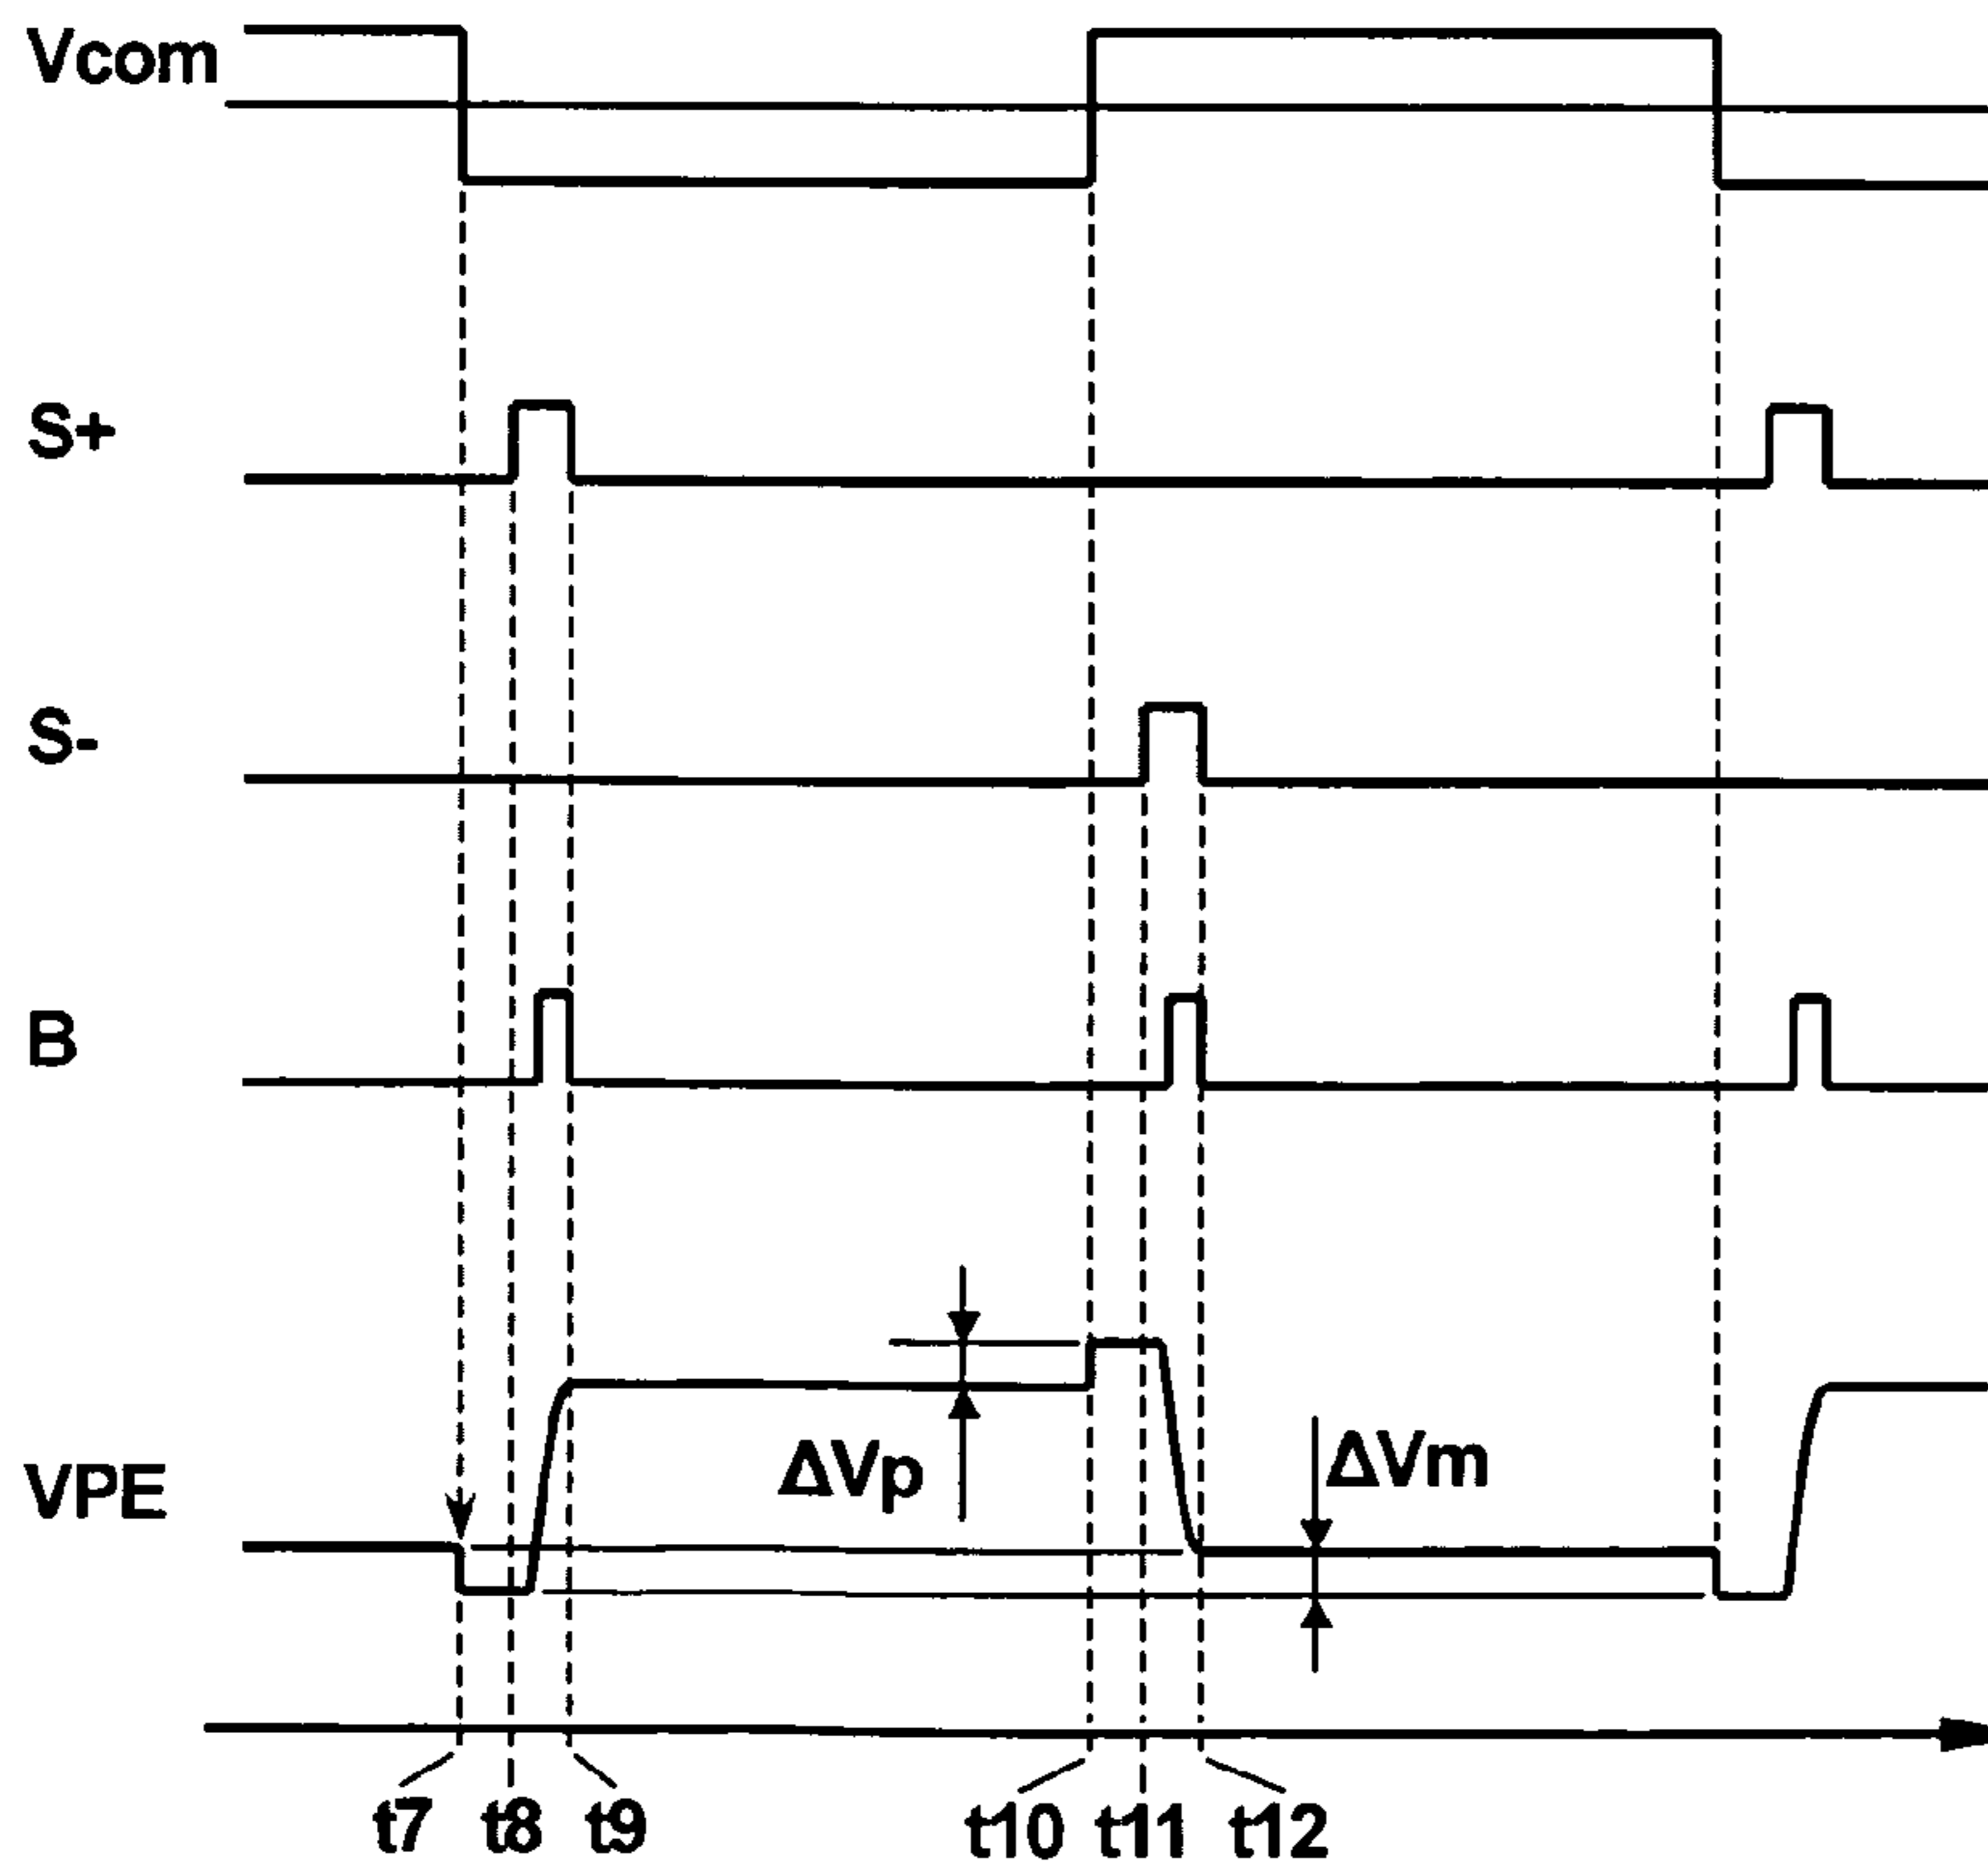 Vcom
S+
S-
B
ΔVp
ΔVm
VPE
t7 t8 t9 t10 t11 t12